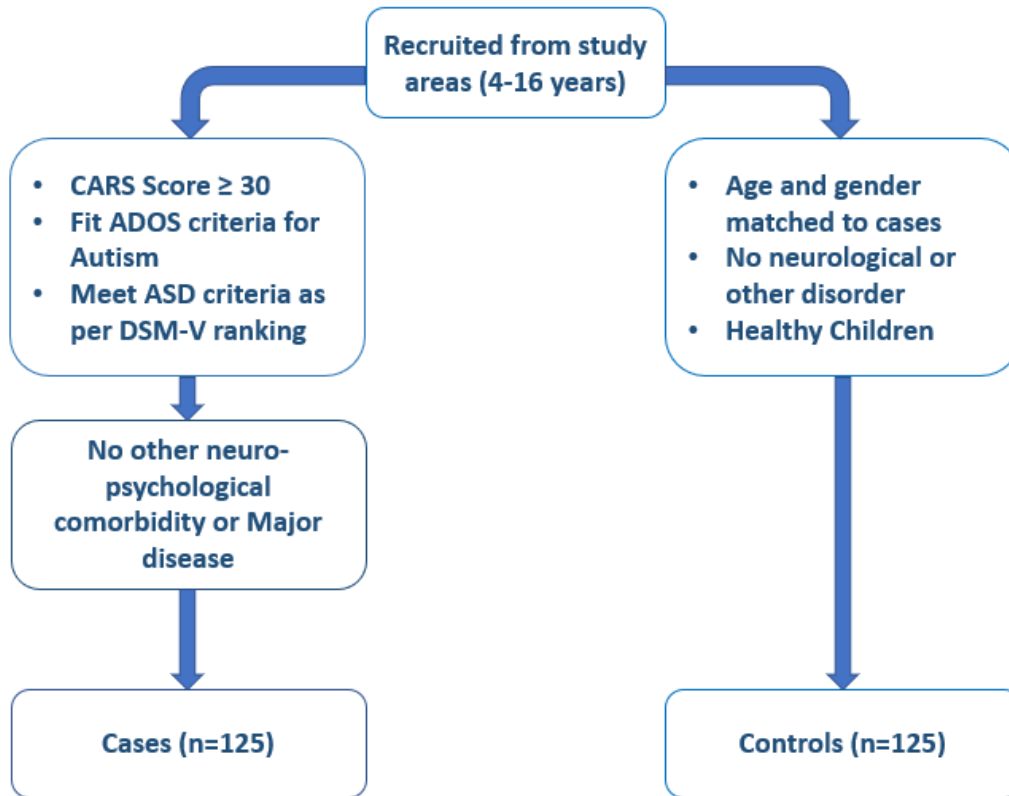 Recruited from study
areas (4-16 years)
• CARS Score ≥ 30
• Fit ADOS criteria for
Autism
• Meet ASD criteria as
per DSM-V ranking
• Age and gender
matched to cases
• No neurological or
other disorder
• Healthy Children
No other neuro-
psychological
comorbidity or Major
disease
Cases (n=125)
Controls (n=125)